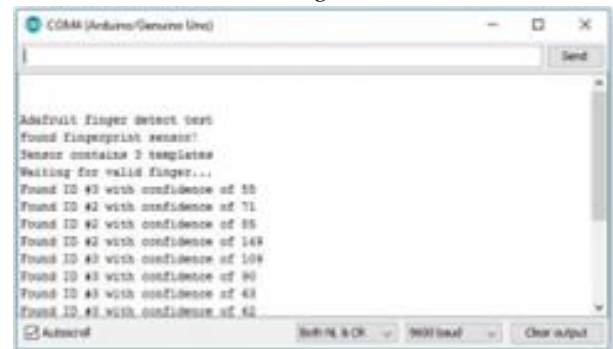 COM4 (Arduino/Genuino Uno)
Send
Adafruit finger detect test
Found fingerprint sensor!
Sensor contains 3 templates
Waiting for valid finger...
Found ID #3 with confidence of 55
Found ID #2 with confidence of 71
Found ID #2 with confidence of
Found ID #2 with confidence of 149
Found ID #3 with confidence of 109
Found ID #3 with confidence of 90
Found ID #3 with confidence of 63
Found ID #3 with confidence of 62
Autoscroll
Both NL & CR
9600 baud
Clear output